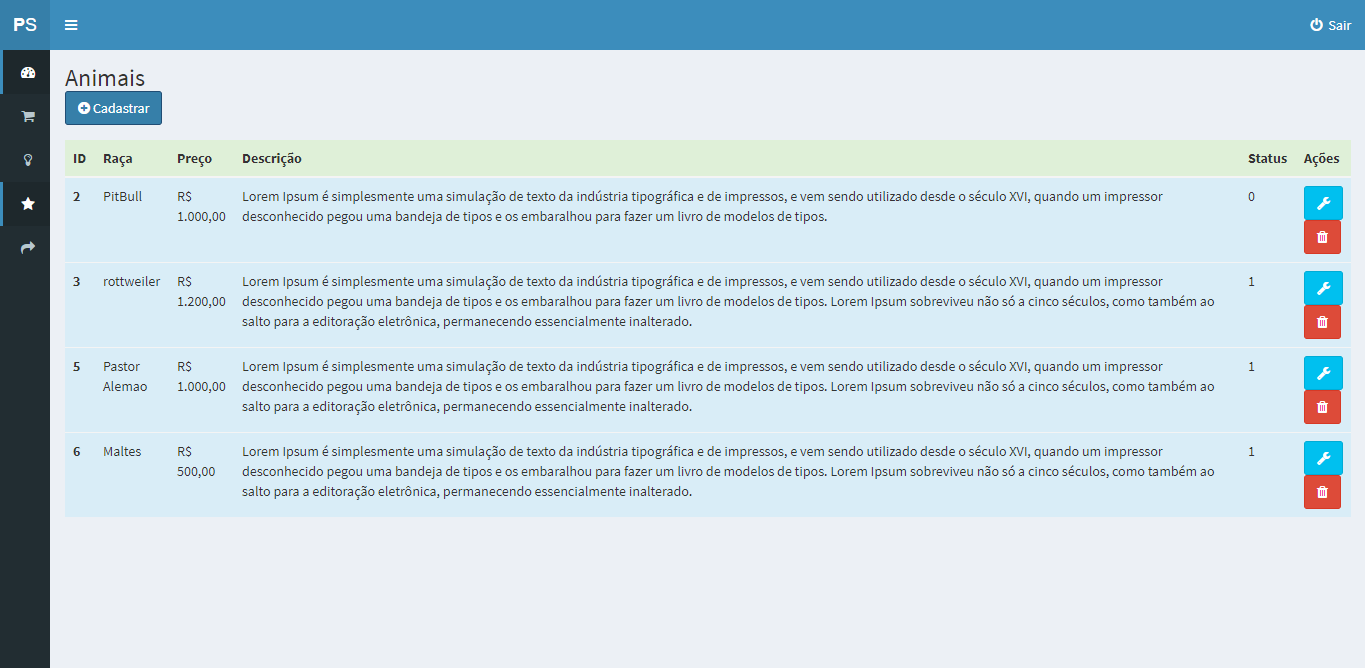 PS
Sair
Animais
Cadastrar
ID Raça Preço Descrição Status Ações
2 PitBull R$ 1.000,00 Lorem Ipsum é simplesmente uma simulação de texto da indústria tipográfica e de impressos, e vem sendo utilizado desde o século XVI, quando um impressor 0
desconhecido pegou uma bandeja de tipos e os embaralhou para fazer um livro de modelos de tipos.
3 rottweiler R$ 1.200,00 Lorem Ipsum é simplesmente uma simulação de texto da indústria tipográfica e de impressos, e vem sendo utilizado desde o século XVI, quando um impressor 1
desconhecido pegou uma bandeja de tipos e os embaralhou para fazer um livro de modelos de tipos. Lorem Ipsum sobreviveu não só a cinco séculos, como também ao
salto para a editoração eletrônica, permanecendo essencialmente inalterado.
5 Pastor Alemao R$ 1.000,00 Lorem Ipsum é simplesmente uma simulação de texto da indústria tipográfica e de impressos, e vem sendo utilizado desde o século XVI, quando um impressor 1
desconhecido pegou uma bandeja de tipos e os embaralhou para fazer um livro de modelos de tipos. Lorem Ipsum sobreviveu não só a cinco séculos, como também ao
salto para a editoração eletrônica, permanecendo essencialmente inalterado.
6 Maltes R$ 500,00 Lorem Ipsum é simplesmente uma simulação de texto da indústria tipográfica e de impressos, e vem sendo utilizado desde o século XVI, quando um impressor 1
desconhecido pegou uma bandeja de tipos e os embaralhou para fazer um livro de modelos de tipos. Lorem Ipsum sobreviveu não só a cinco séculos, como também ao
salto para a editoração eletrônica, permanecendo essencialmente inalterado.